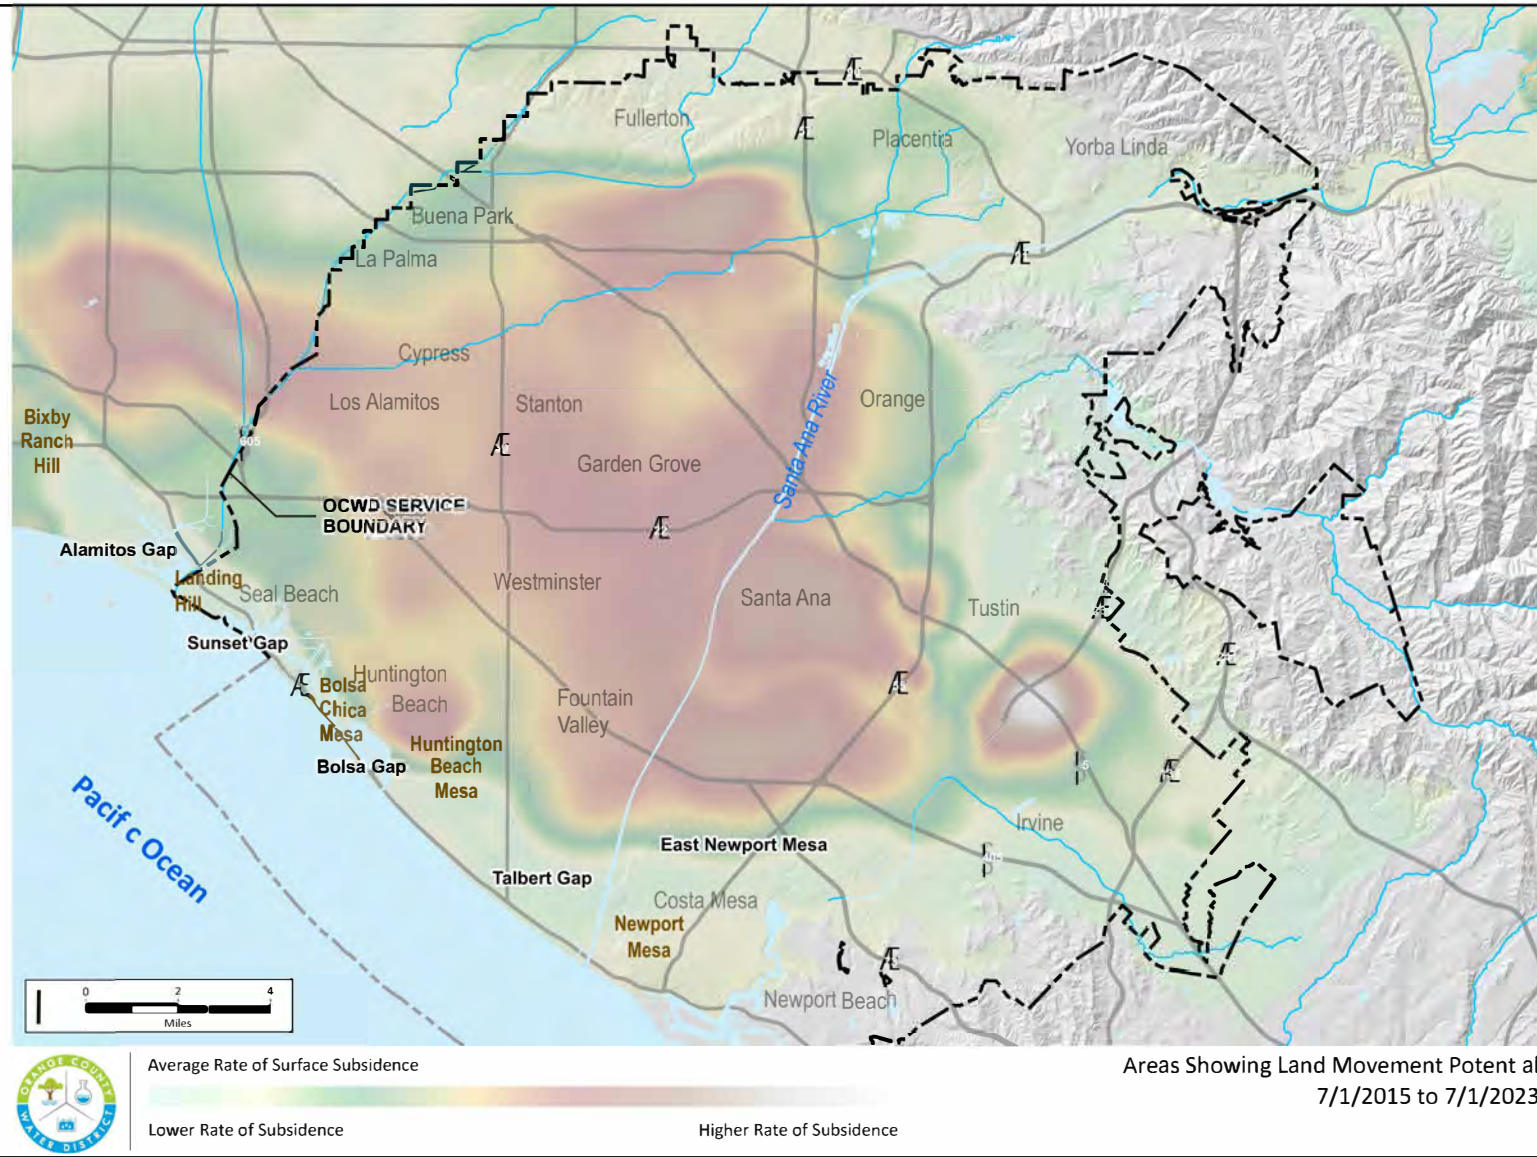 Fullerton
Placentia
Yorba Linda
Buena Park
La Palma
Cypress
Los Alamitos
Stanton
Orange
Bixby
Ranch
Hill
605
Garden Grove
Santa Ana River
OCWD SERVICE
BOUNDARY
Alamitos Gap
Landing
Hill
Seal Beach
Westminster
Santa Ana
Tustin
Sunset Gap
Huntington
Beach
Bolsa
Chica
Mesa
Fountain
Valley
Huntington
Beach
Mesa
Bolsa Gap
5
Pacif c Ocean
Irvine
East Newport Mesa
Talbert Gap
Costa Mesa
Newport
Mesa
Newport Beach
0 2 4
Miles
ORANGE COUNTY
WATER DISTRICT
Average Rate of Surface Subsidence
Lower Rate of Subsidence
Higher Rate of Subsidence
Areas Showing Land Movement Potent al
7/1/2015 to 7/1/2023